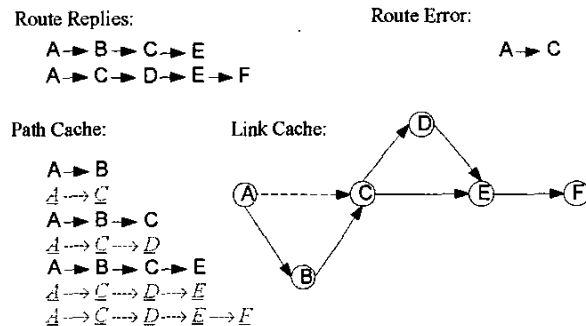 Route Replies:
A → B → C → E
A → C → D → E → F
Route Error:
A → C
Path Cache:
A → B
A → C
A → B → C
A → C → D
A → B → C → E
A → C → D → E
A → C → D → E → F
Link Cache:
D
A
C
E
F
B